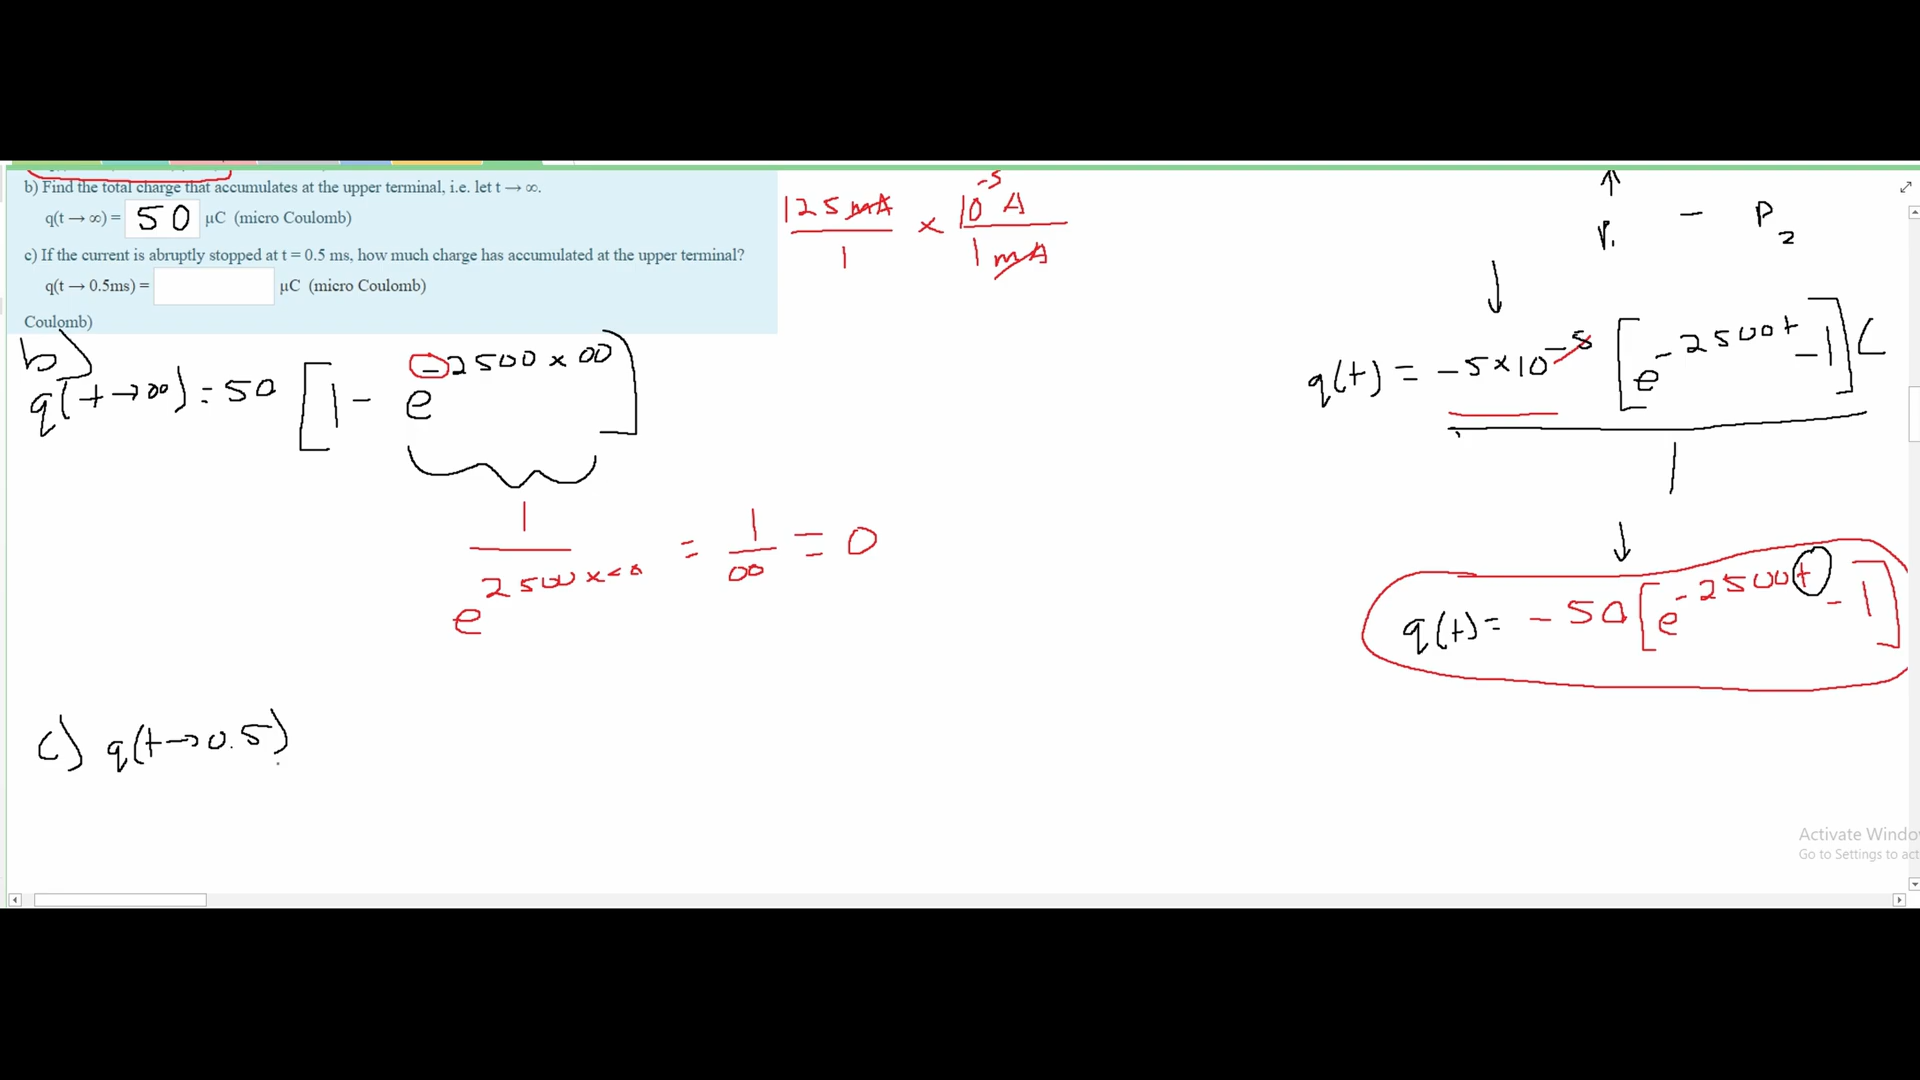 b) Find the total charge that accumulates at the upper terminal, i.e. let t → ∞.
q(t → ∞) = 50 μC (micro Coulomb)
c) If the current is abruptly stopped at t = 0.5 ms, how much charge has accumulated at the upper terminal?
q(t → 0.5ms) = μC (micro Coulomb)
Coulomb)
125 mA / 1 × 10^-3 A / 1 mA
P1 - P2
b)
q(t→∞) = 50 [1 - e^-2500×∞]
1 / e^2500×∞ = 1/∞ = 0
q(t) = -5×10^-5 [e^-2500t - 1] C
q(t) = -50 [e^-2500t - 1]
c) q(t→0.5)
Activate Windo
Go to Settings to act